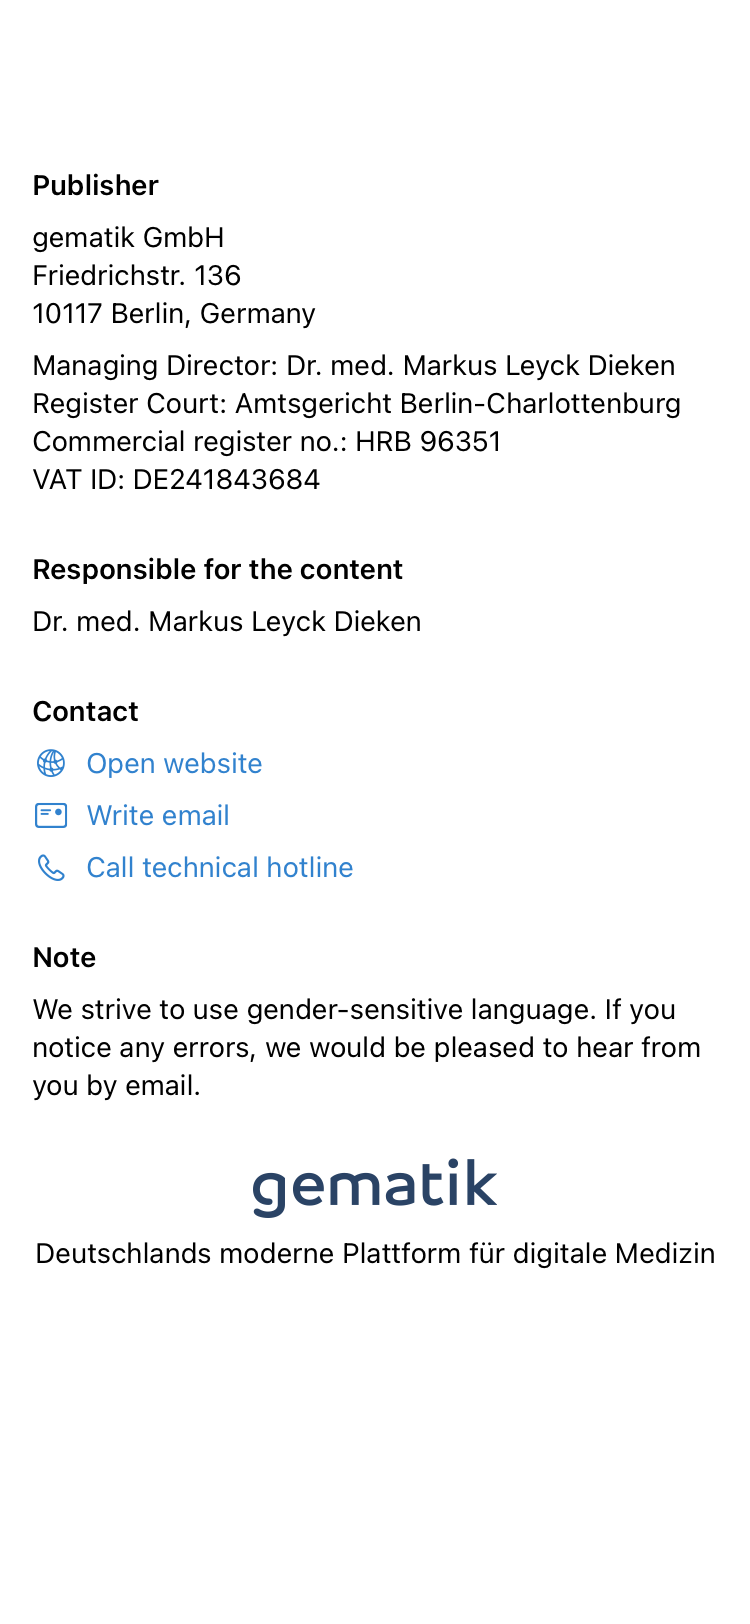 Publisher
gematik GmbH
Friedrichstr. 136
10117 Berlin, Germany
Managing Director: Dr. med. Markus Leyck Dieken
Register Court: Amtsgericht Berlin-Charlottenburg
Commercial register no.: HRB 96351
VAT ID: DE241843684
Responsible for the content
Dr. med. Markus Leyck Dieken
Contact
Open website
Write email
Call technical hotline
Note
We strive to use gender-sensitive language. If you
notice any errors, we would be pleased to hear from
you by email.
gematik
Deutschlands moderne Plattform für digitale Medizin